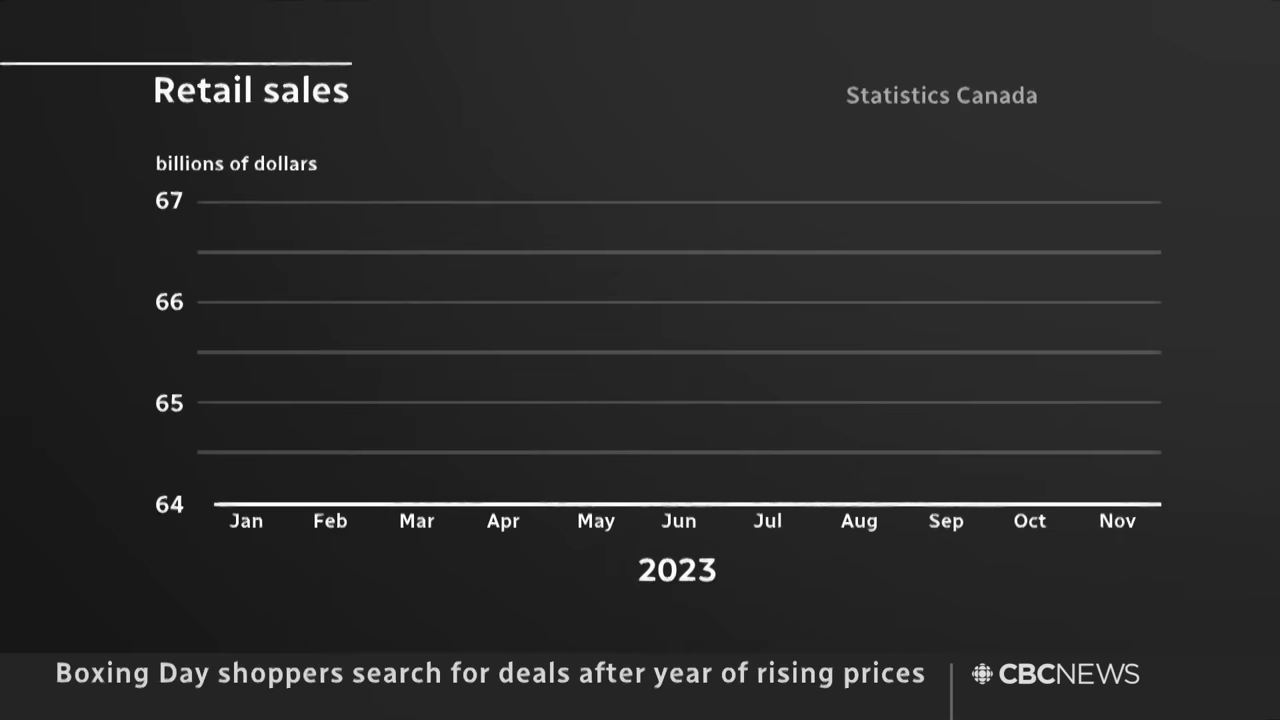 Retail sales
Statistics Canada
billions of dollars
67
66
65
64
Jan Feb Mar Apr May Jun Jul Aug Sep Oct Nov
2023
Boxing Day shoppers search for deals after year of rising prices
CBCNEWS